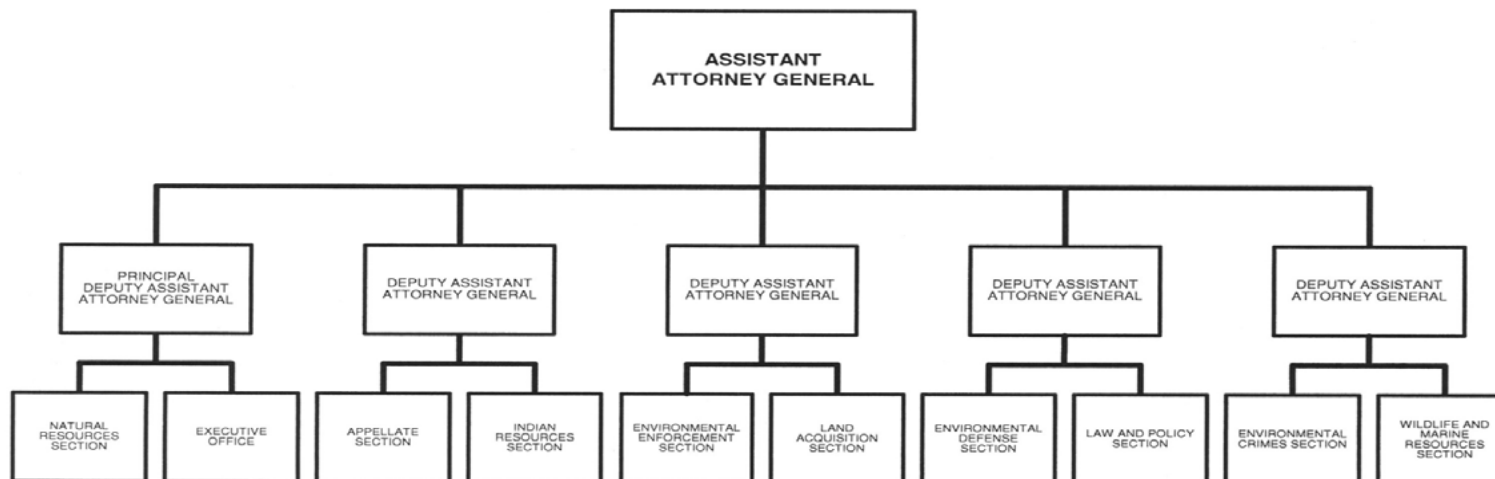 ASSISTANT
ATTORNEY GENERAL
PRINCIPAL
DEPUTY ASSISTANT
ATTORNEY GENERAL
DEPUTY ASSISTANT
ATTORNEY GENERAL
DEPUTY ASSISTANT
ATTORNEY GENERAL
DEPUTY ASSISTANT
ATTORNEY GENERAL
DEPUTY ASSISTANT
ATTORNEY GENERAL
NATURAL
RESOURCES
SECTION
EXECUTIVE
OFFICE
APPELLATE
SECTION
INDIAN
RESOURCES
SECTION
ENVIRONMENTAL
ENFORCEMENT
SECTION
LAND
ACQUISITION
SECTION
ENVIRONMENTAL
DEFENSE
SECTION
LAW AND POLICY
SECTION
ENVIRONMENTAL
CRIMES SECTION
WILDLIFE AND
MARINE
RESOURCES
SECTION